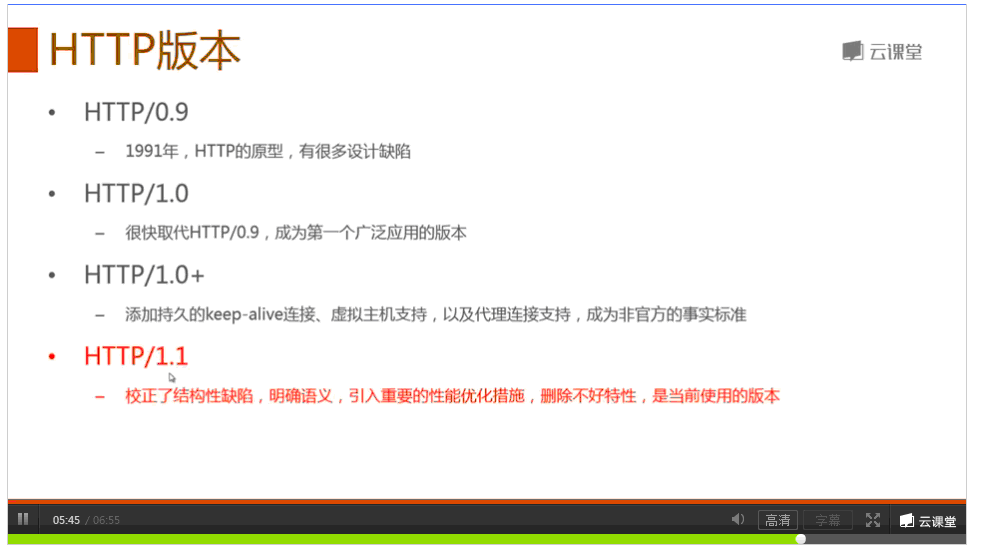 HTTP版本
云课堂
• HTTP/0.9
– 1991年，HTTP的原型，有很多设计缺陷
• HTTP/1.0
– 很快取代HTTP/0.9，成为第一个广泛应用的版本
• HTTP/1.0+
– 添加持久的keep-alive连接、虚拟主机支持，以及代理连接支持，成为非官方的事实标准
• HTTP/1.1
– 校正了结构性缺陷，明确语义，引入重要的性能优化措施，删除不好特性，是当前使用的版本
05:45 / 06:55 高清 字幕 云课堂